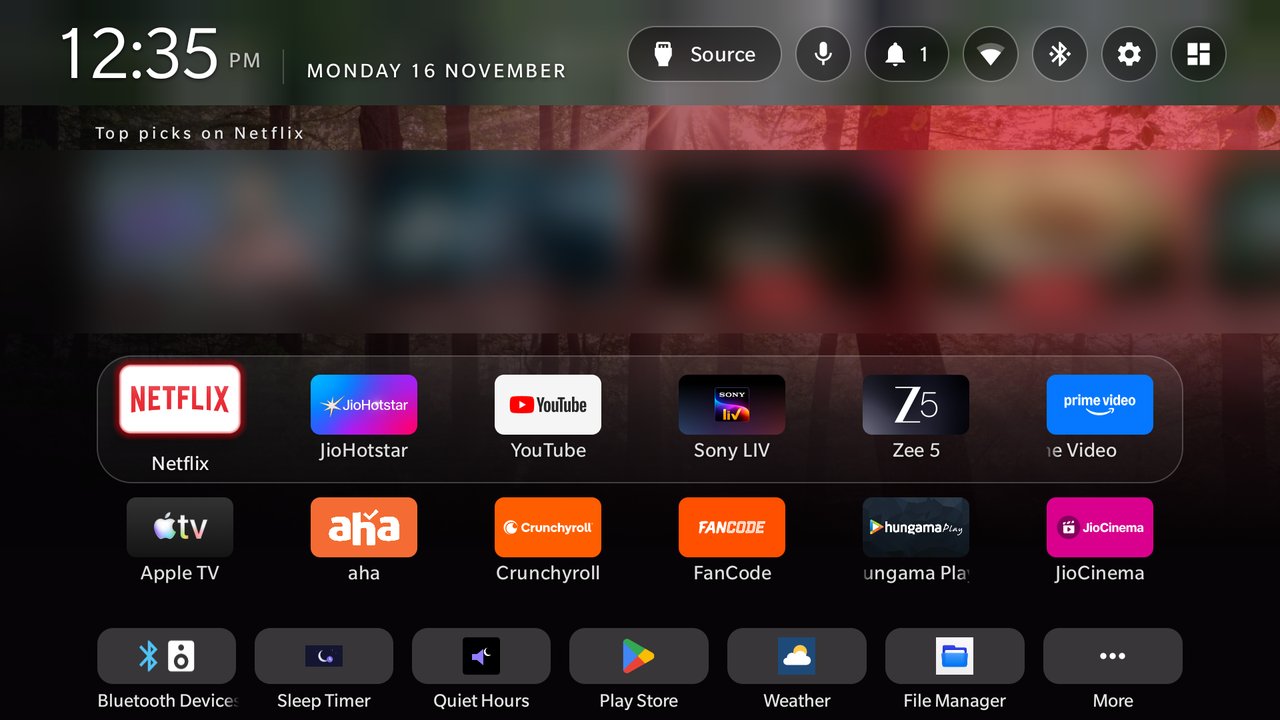 12:35 PM MONDAY 16 NOVEMBER
Source
1
Top picks on Netflix
NETFLIX
JioHotstar
YouTube
SONY
liv
Z5
prime video
Netflix
JioHotstar
YouTube
Sony LIV
Zee 5
e Video
tv
aha
Crunchyroll
FANCODE
hungama Play
JioCinema
Apple TV
aha
Crunchyroll
FanCode
ungama Play
JioCinema
Bluetooth Devices
Sleep Timer
Quiet Hours
Play Store
Weather
File Manager
More